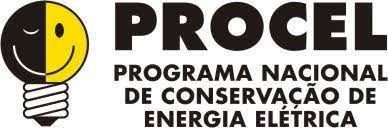 PROCEL
PROGRAMA NACIONAL
DE CONSERVAÇÃO DE
ENERGIA ELÉTRICA